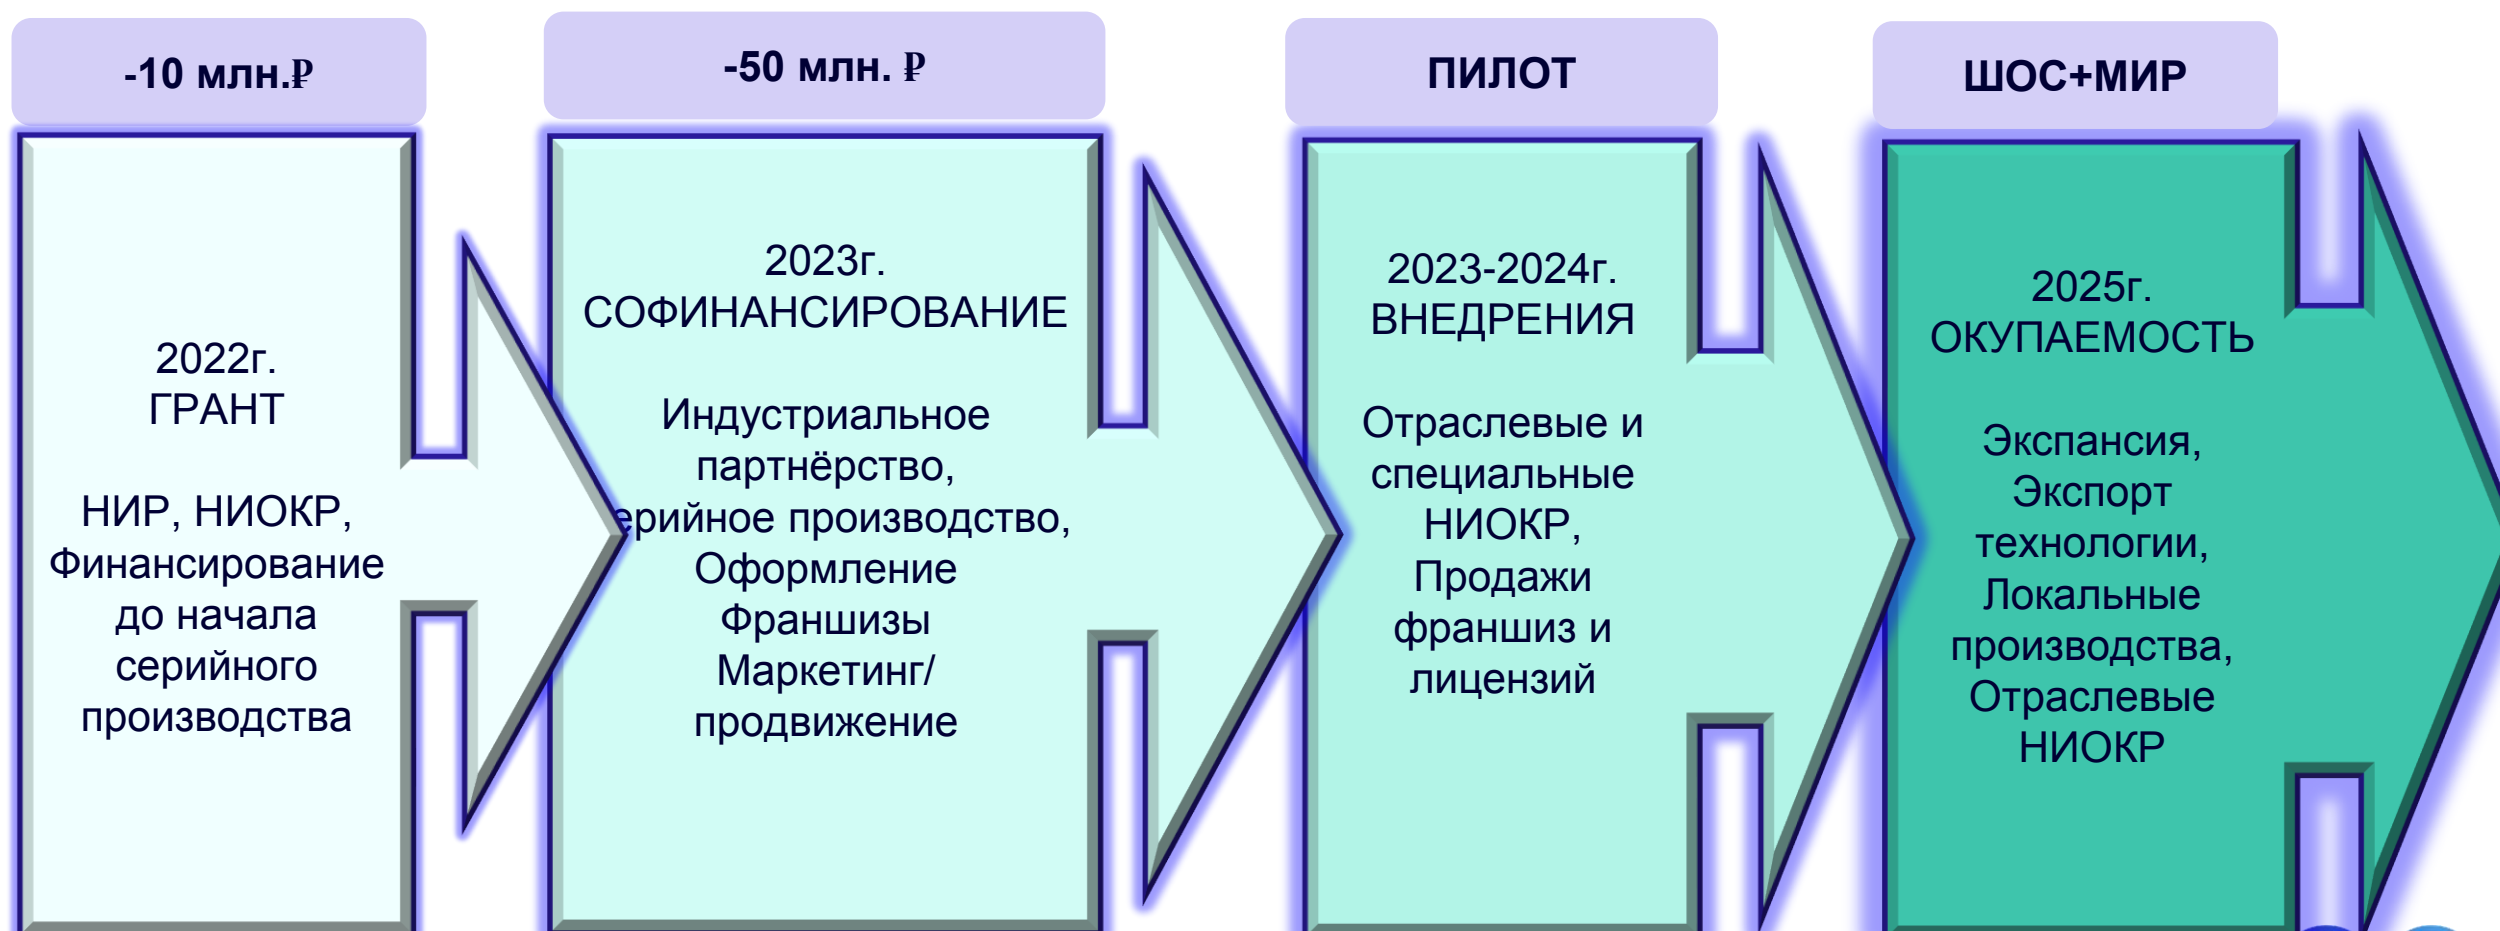 -10 млн.₽
2022г.
ГРАНТ
НИР, НИОКР,
Финансирование
до начала
серийного
производства
-50 млн. ₽
2023г.
СОФИНАНСИРОВАНИЕ
Индустриальное
партнёрство,
ерийное производство,
Оформление
Франшизы
Маркетинг/
продвижение
ПИЛОТ
2023-2024г.
ВНЕДРЕНИЯ
Отраслевые и
специальные
НИОКР,
Продажи
франшиз и
лицензий
ШОС+МИР
2025г.
ОКУПАЕМОСТЬ
Экспансия,
Экспорт
технологии,
Локальные
производства,
Отраслевые
НИОКР